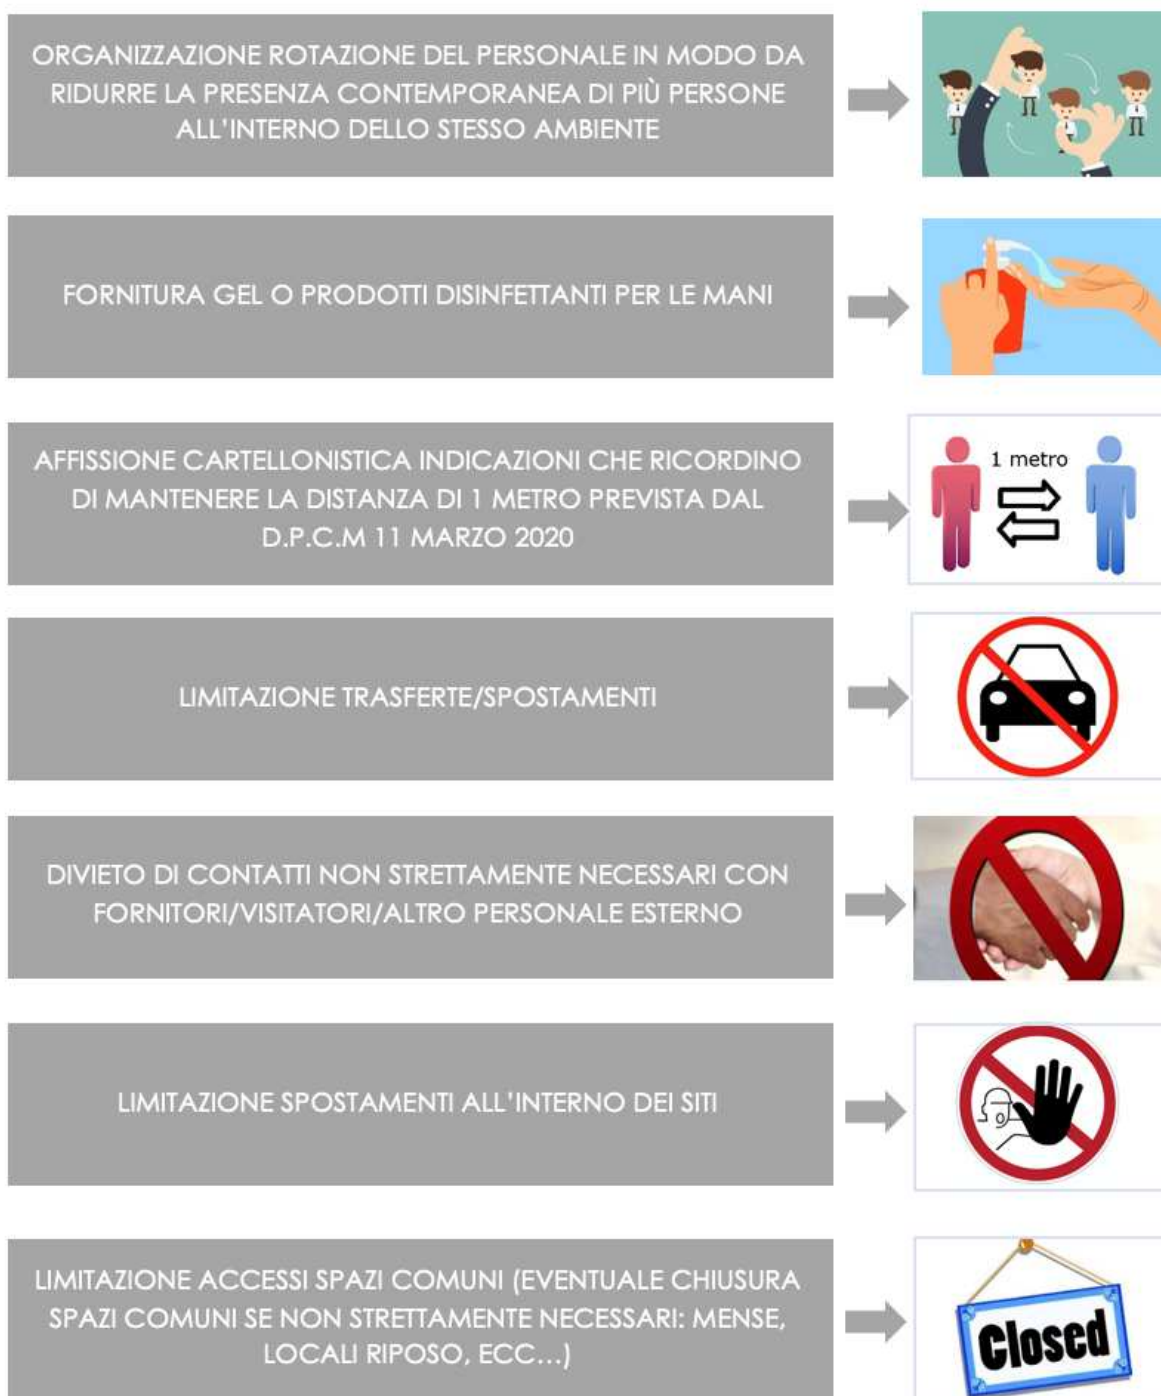 ORGANIZZAZIONE ROTAZIONE DEL PERSONALE IN MODO DA
RIDURRE LA PRESENZA CONTEMPORANEA DI PIÙ PERSONE
ALL'INTERNO DELLO STESSO AMBIENTE
FORNITURA GEL O PRODOTTI DISINFETTANTI PER LE MANI
AFFISSIONE CARTELLONISTICA INDICAZIONI CHE RICORDINO
DI MANTENERE LA DISTANZA DI 1 METRO PREVISTA DAL
D.P.C.M 11 MARZO 2020
1 metro
LIMITAZIONE TRASFERTE/SPOSTAMENTI
DIVIETO DI CONTATTI NON STRETTAMENTE NECESSARI CON
FORNITORI/VISITATORI/ALTRO PERSONALE ESTERNO
LIMITAZIONE SPOSTAMENTI ALL'INTERNO DEI SITI
LIMITAZIONE ACCESSI SPAZI COMUNI (EVENTUALE CHIUSURA
SPAZI COMUNI SE NON STRETTAMENTE NECESSARI: MENSE,
LOCALI RIPOSO, ECC...)
Closed